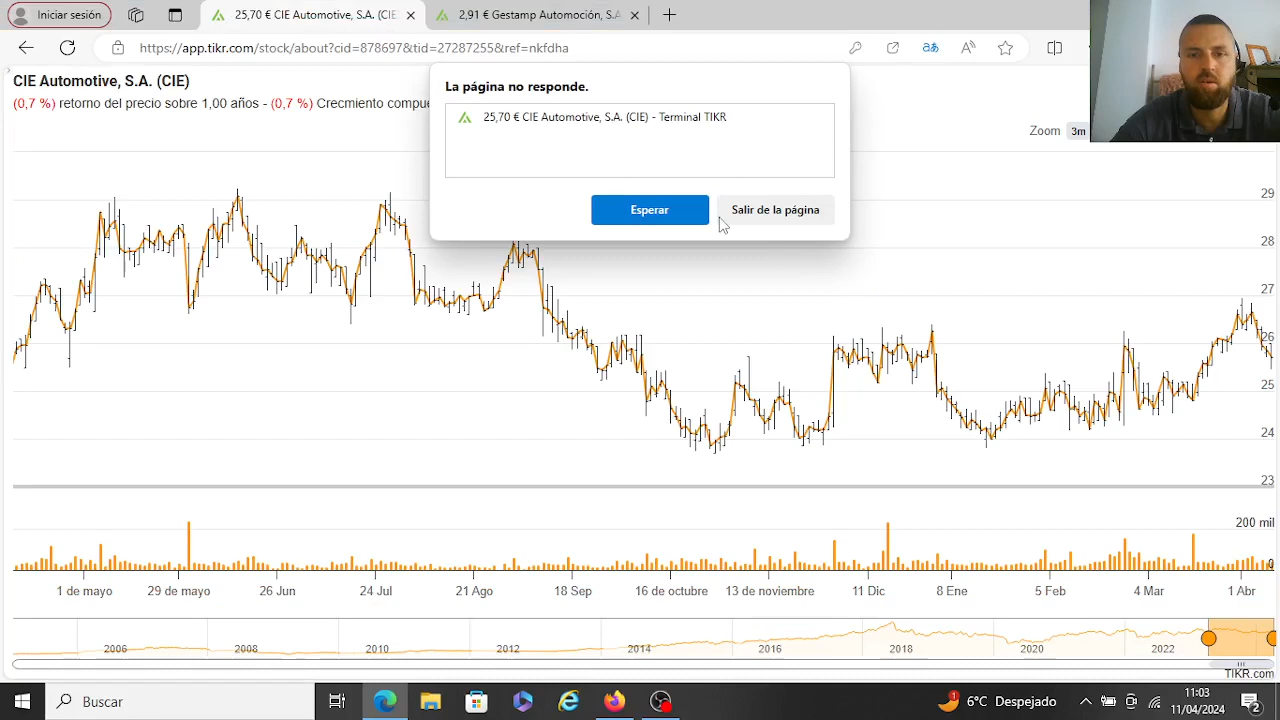 Iniciar sesión
25,70 € CIE Automotive, S.A. (CIE
2,91 € Gestamp Automoción, S.A
https://app.tikr.com/stock/about?cid=878697&tid=27287255&ref=nkfdha
CIE Automotive, S.A. (CIE)
(0,7 %) retorno del precio sobre 1,00 años - (0,7 %) Crecmiento compue
La página no responde.
25,70 € CIE Automotive, S.A. (CIE) - Terminal TIKR
Esperar
Salir de la página
Zoom 3m
29
28
27
26
25
24
23
200 mil
0
1 de mayo 29 de mayo 26 Jun 24 Jul 21 Ago 18 Sep 16 de octubre 13 de noviembre 11 Dic 8 Ene 5 Feb 4 Mar 1 Abr
2006 2008 2010 2012 2014 2016 2018 2020 2022
TIKR.com
Buscar
1
6°C Despejado
11:03
11/04/2024
2